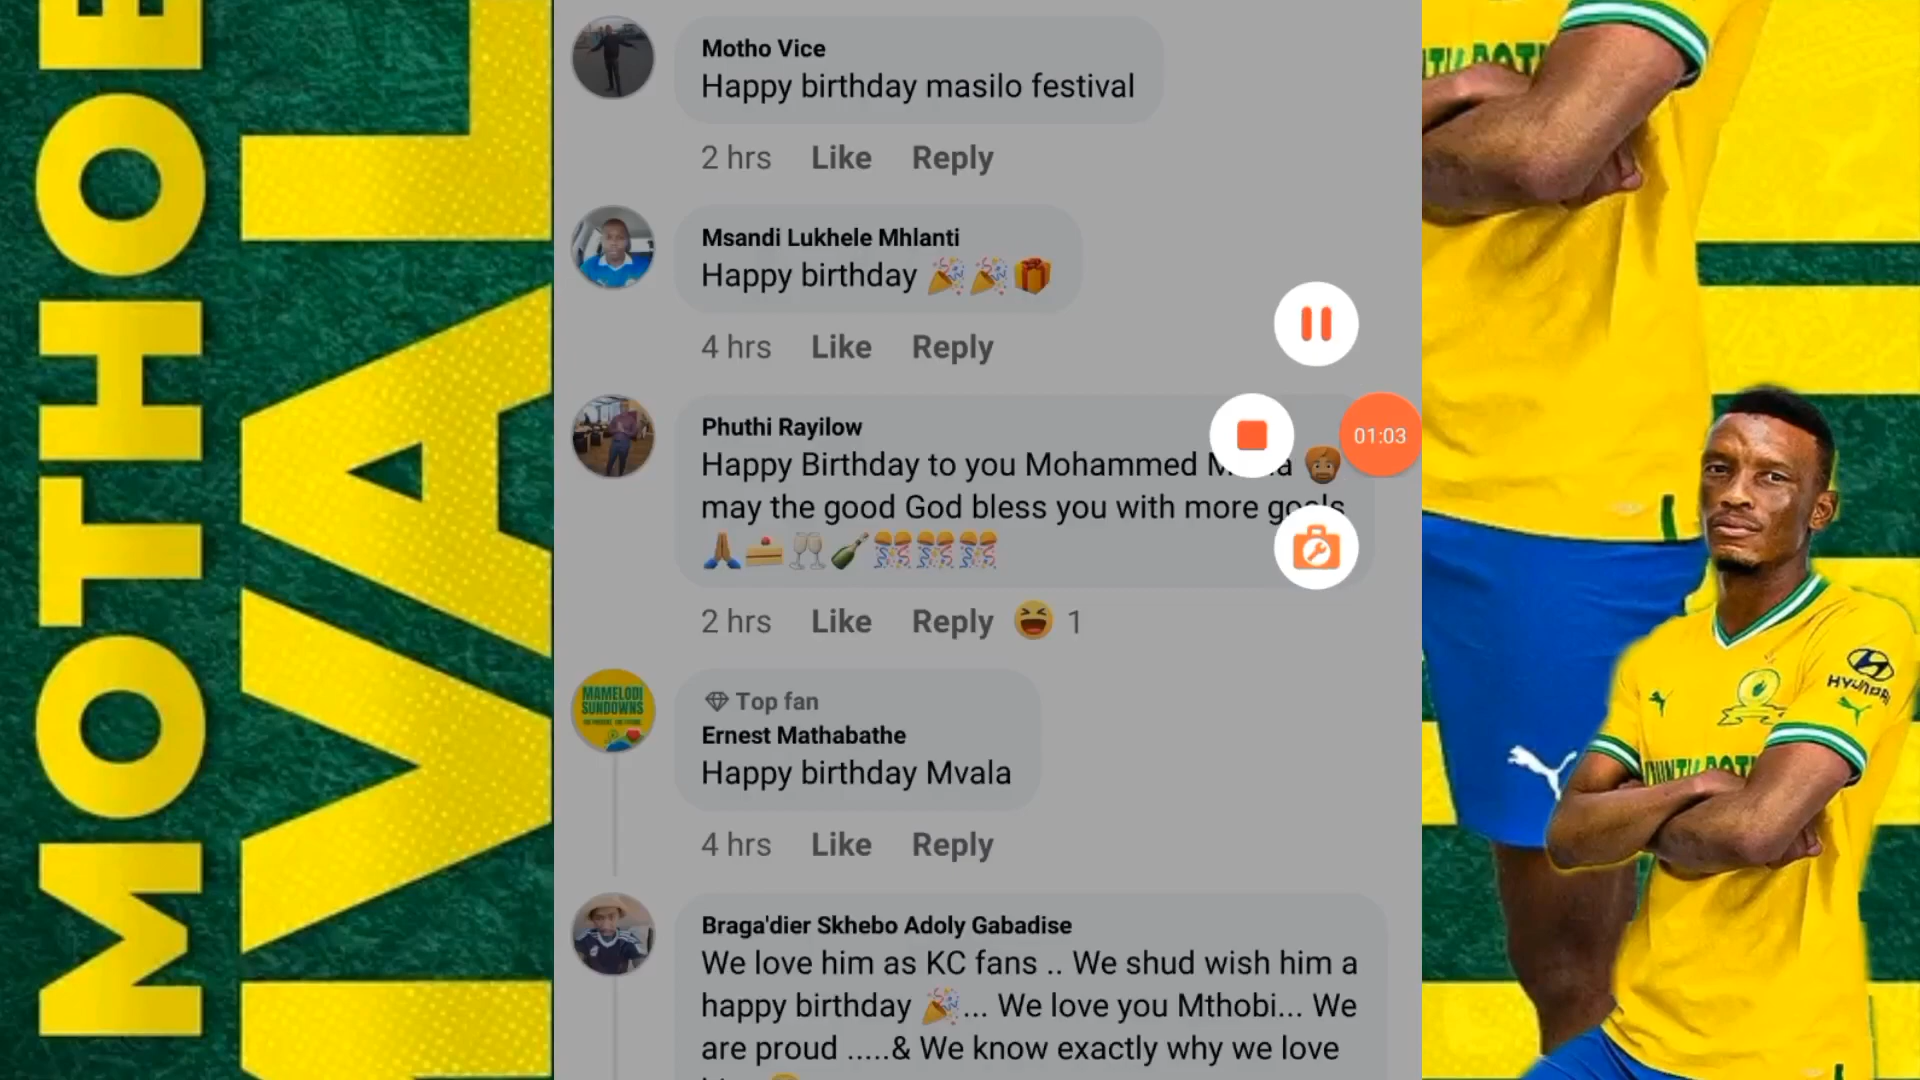 MOTHOB
MVAL
Motho Vice
Happy birthday masilo festival
2 hrs Like Reply
Msandi Lukhele Mhlanti
Happy birthday 🎉🎉🎁
4 hrs Like Reply
Phuthi Rayilow
Happy Birthday to you Mohammed
may the good God bless you with more goals
🙏🍰🥂🍾🎊🎊🎊
2 hrs Like Reply 😆 1
MAMELODI
SUNDOWNS
Top fan
Ernest Mathabathe
Happy birthday Mvala
4 hrs Like Reply
Braga'dier Skhebo Adoly Gabadise
We love him as KC fans .. We shud wish him a
happy birthday 🎉... We love you Mthobi... We
are proud .....& We know exactly why we love
01:03
HYUNDAI